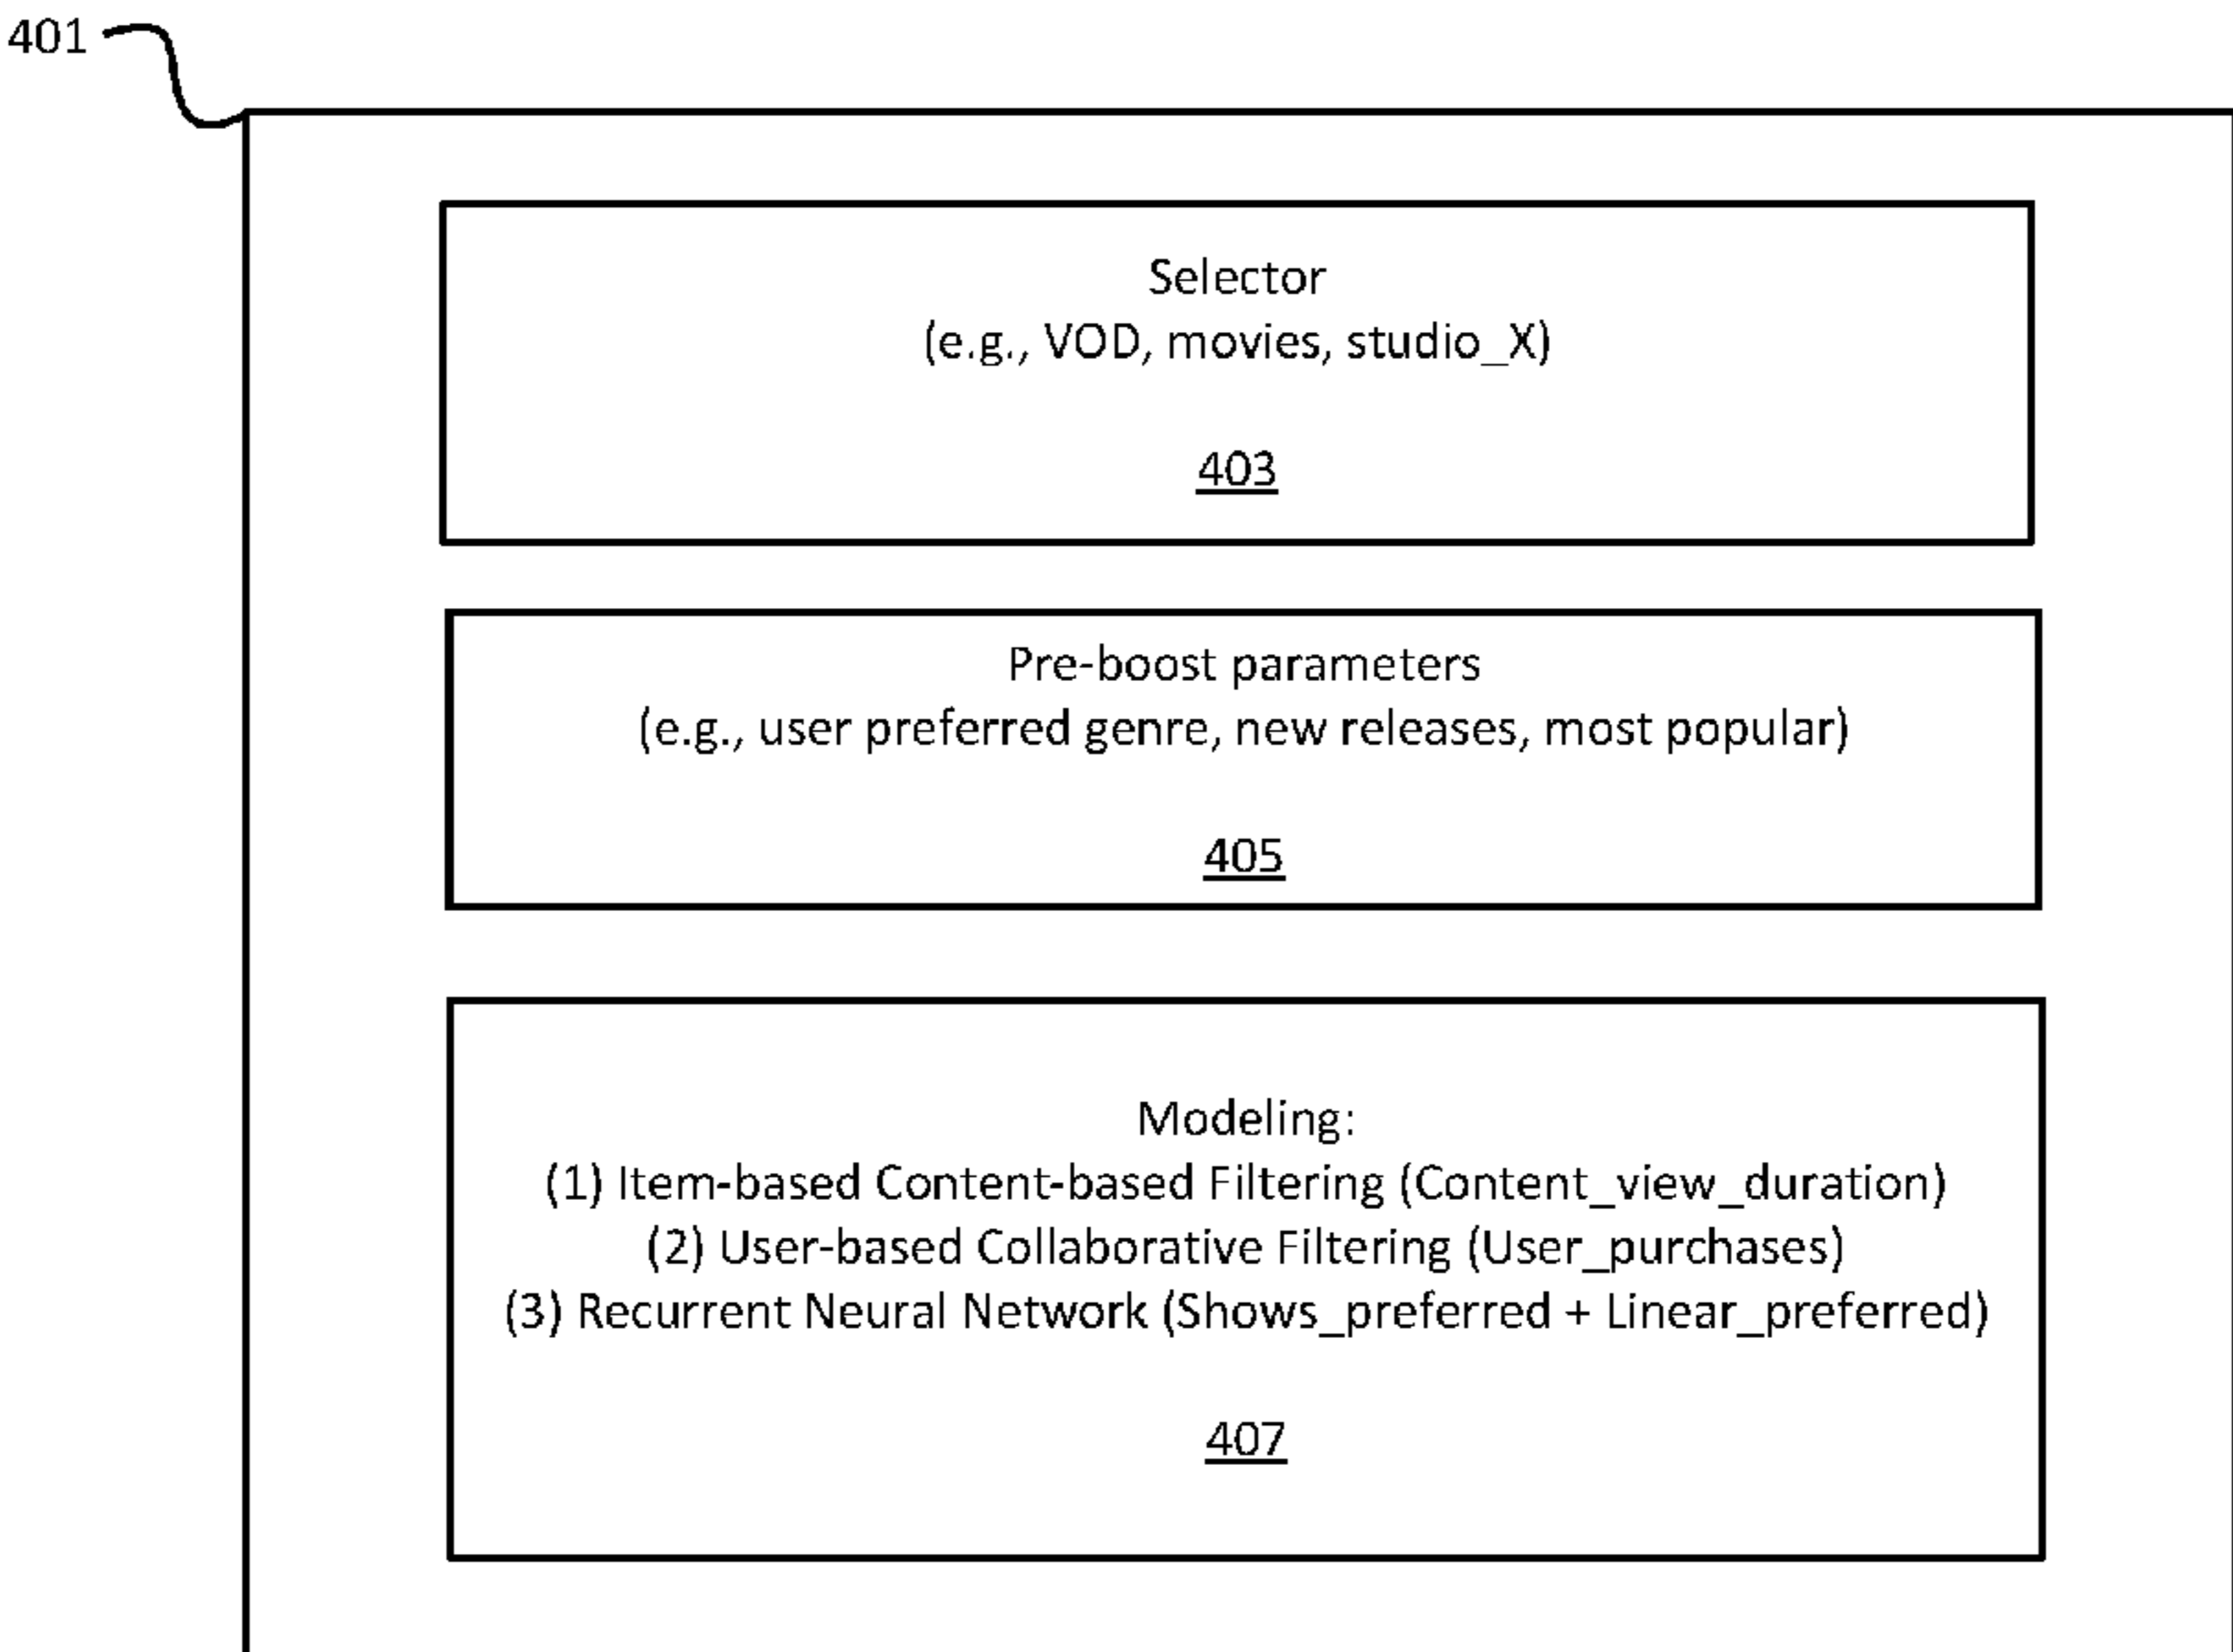 401
Selector
(e.g., VOD, movies, studio_X)
403
Pre-boost parameters
(e.g., user preferred genre, new releases, most popular)
405
Modeling:
(1) Item-based Content-based Filtering (Content_view_duration)
(2) User-based Collaborative Filtering (User_purchases)
(3) Recurrent Neural Network (Shows_preferred + Linear_preferred)
407